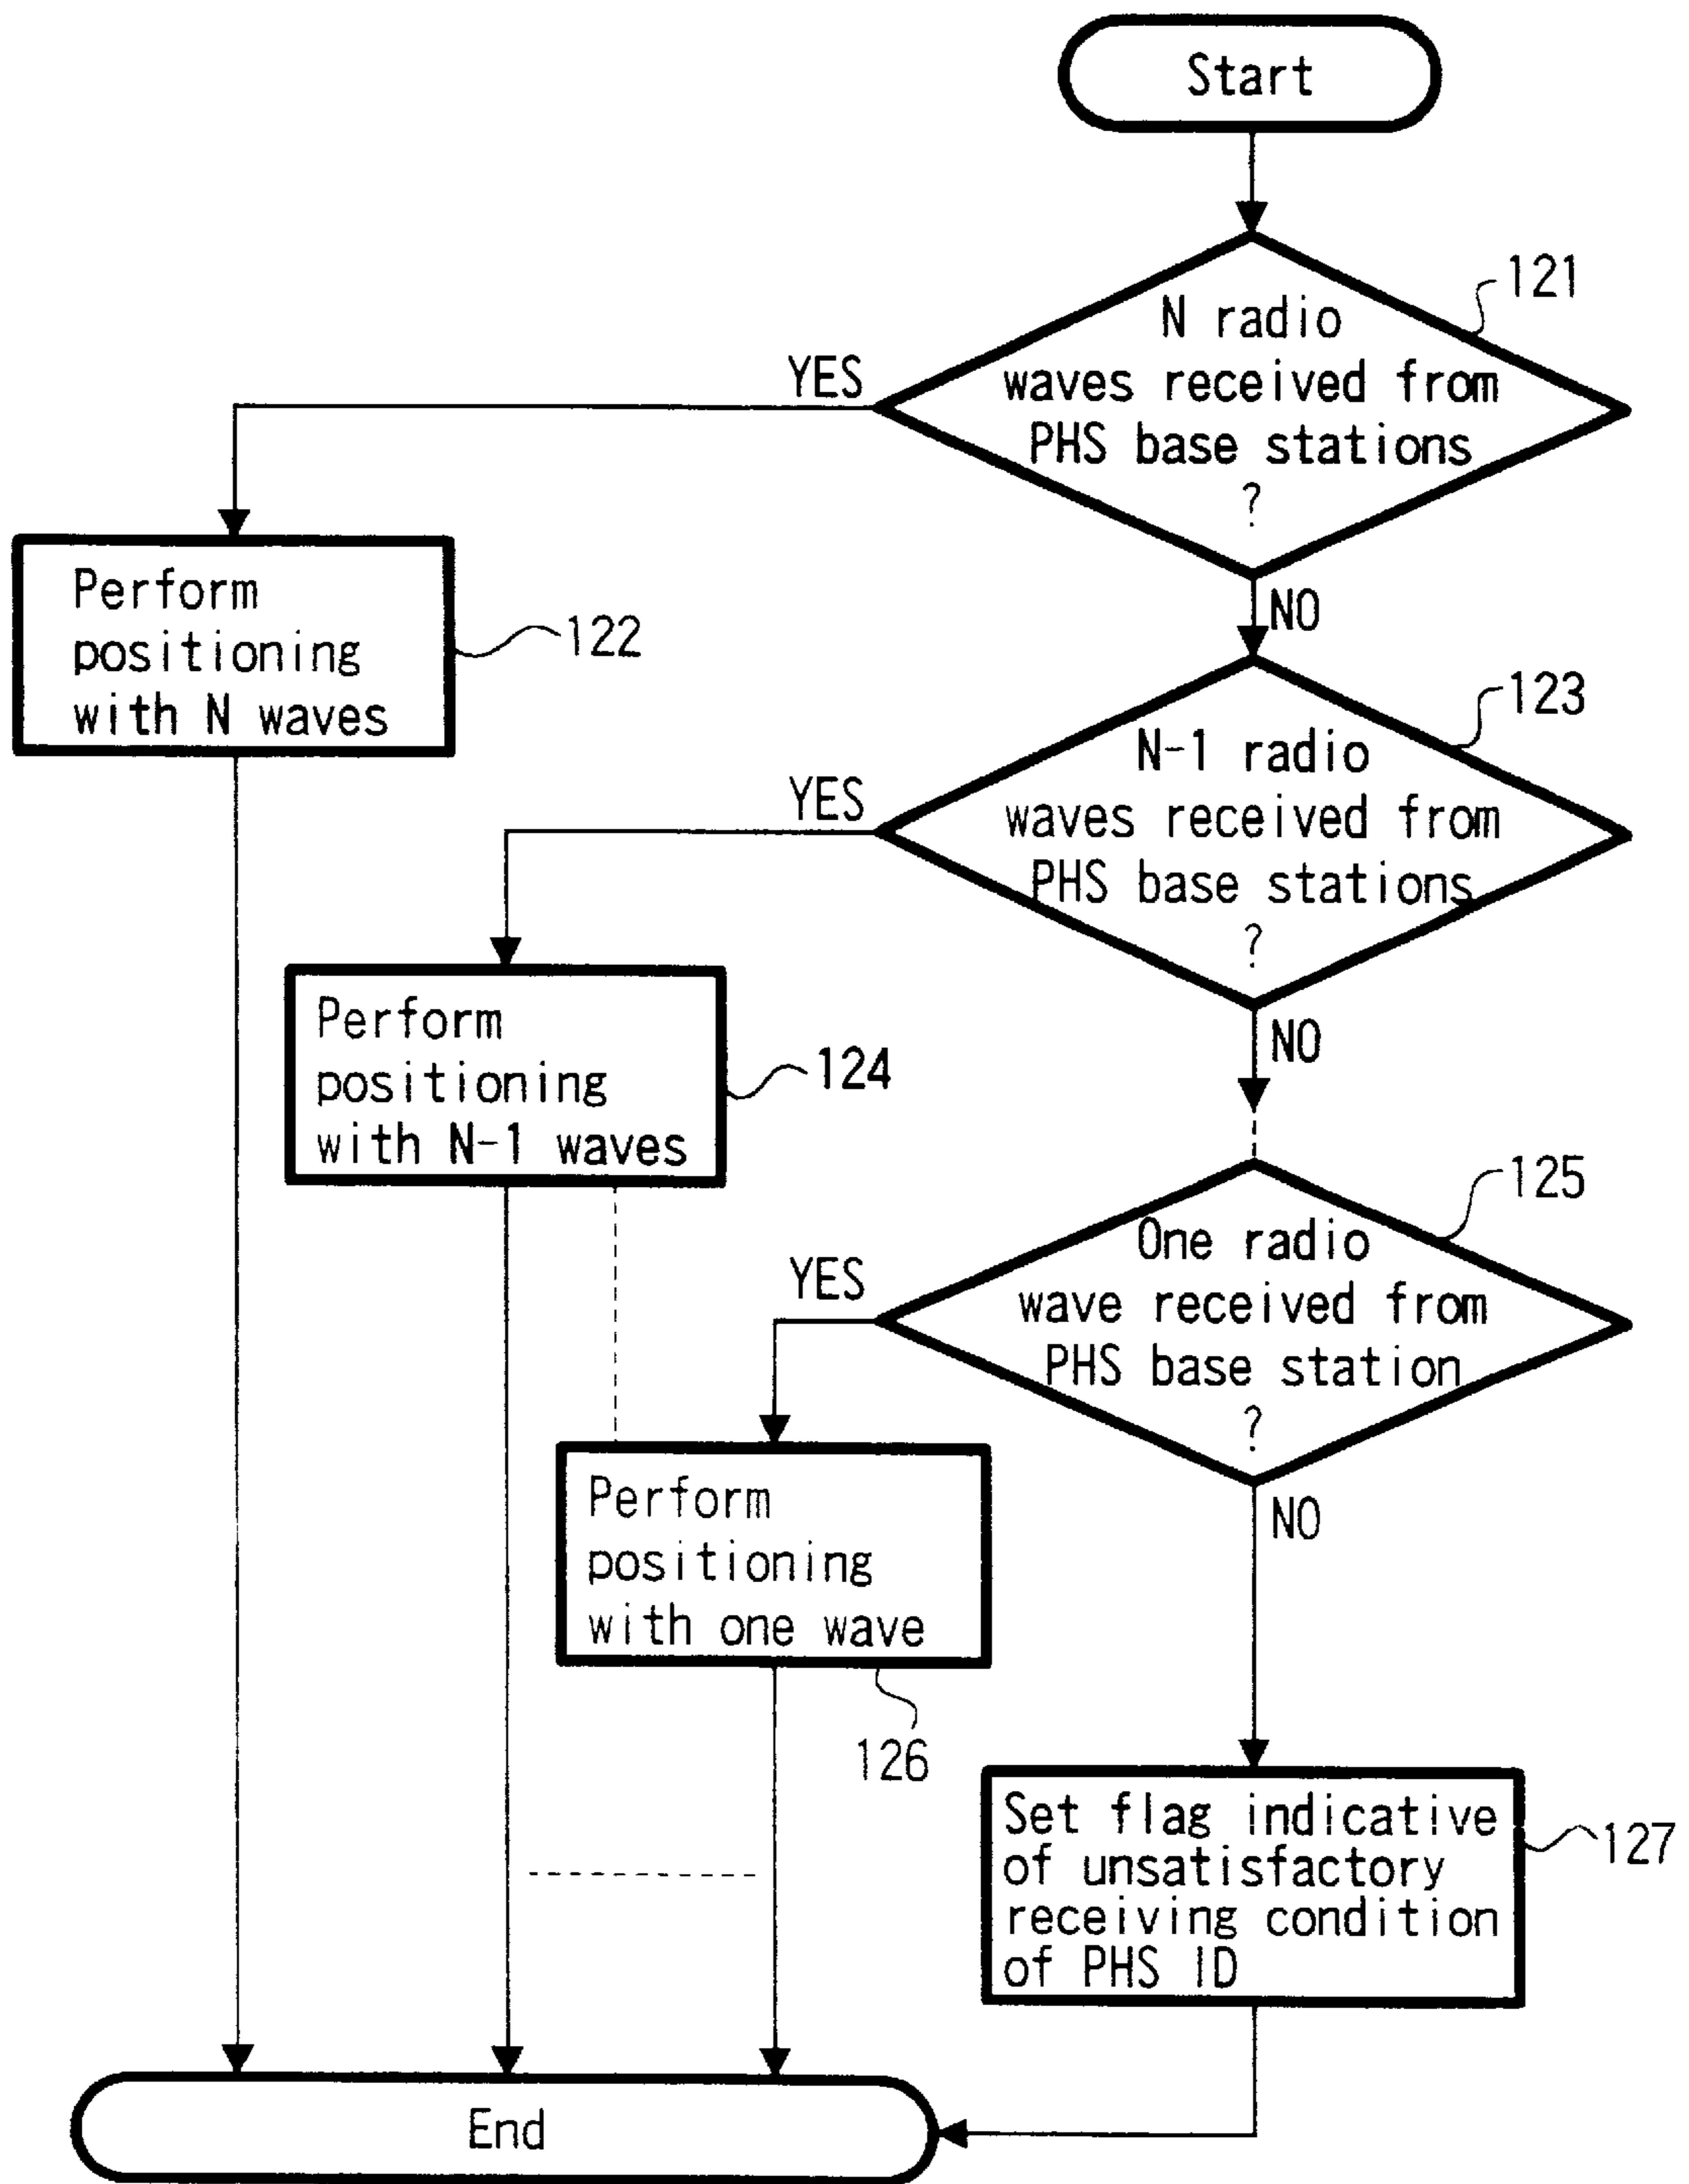 Start
121
N radio
waves received from
PHS base stations
?
YES
NO
Perform
positioning
with N waves
122
123
N-1 radio
waves received from
PHS base stations
?
YES
NO
Perform
positioning
with N-1 waves
124
125
One radio
wave received from
PHS base station
?
YES
NO
Perform
positioning
with one wave
126
Set flag indicative
of unsatisfactory
receiving condition
of PHS ID
127
End